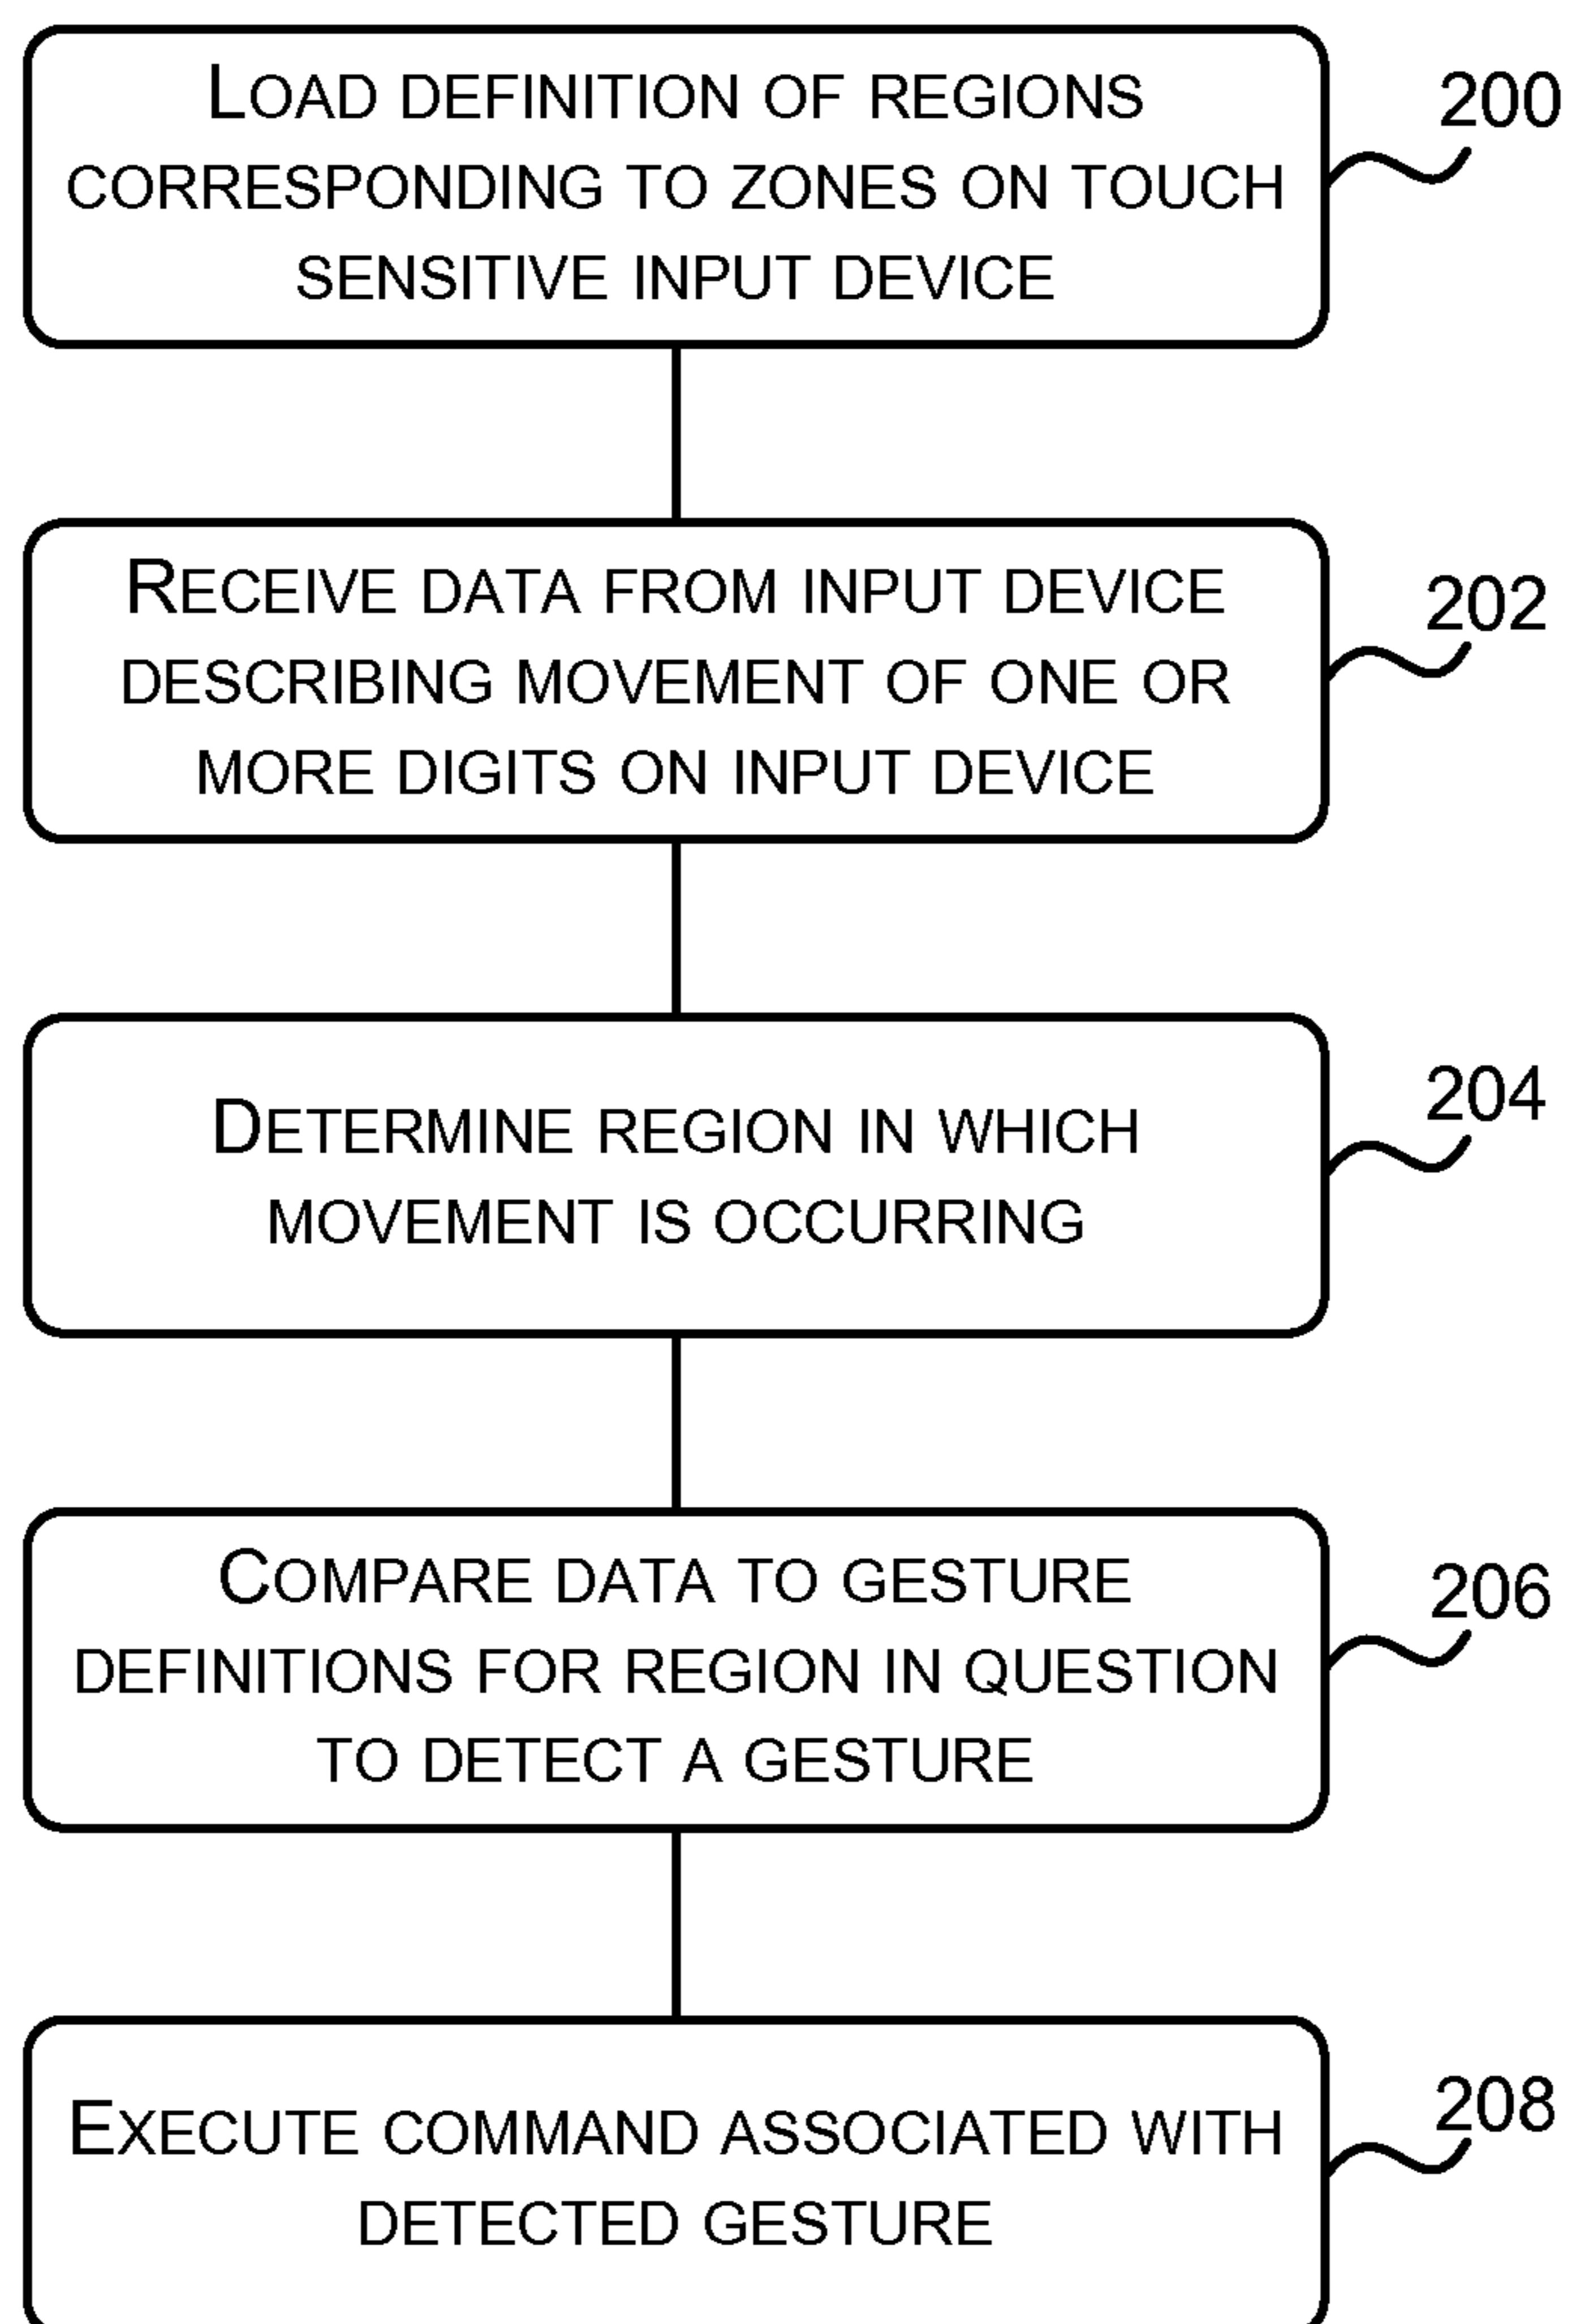 LOAD DEFINITION OF REGIONS
CORRESPONDING TO ZONES ON TOUCH
SENSITIVE INPUT DEVICE
200
RECEIVE DATA FROM INPUT DEVICE
DESCRIBING MOVEMENT OF ONE OR
MORE DIGITS ON INPUT DEVICE
202
DETERMINE REGION IN WHICH
MOVEMENT IS OCCURRING
204
COMPARE DATA TO GESTURE
DEFINITIONS FOR REGION IN QUESTION
TO DETECT A GESTURE
206
EXECUTE COMMAND ASSOCIATED WITH
DETECTED GESTURE
208